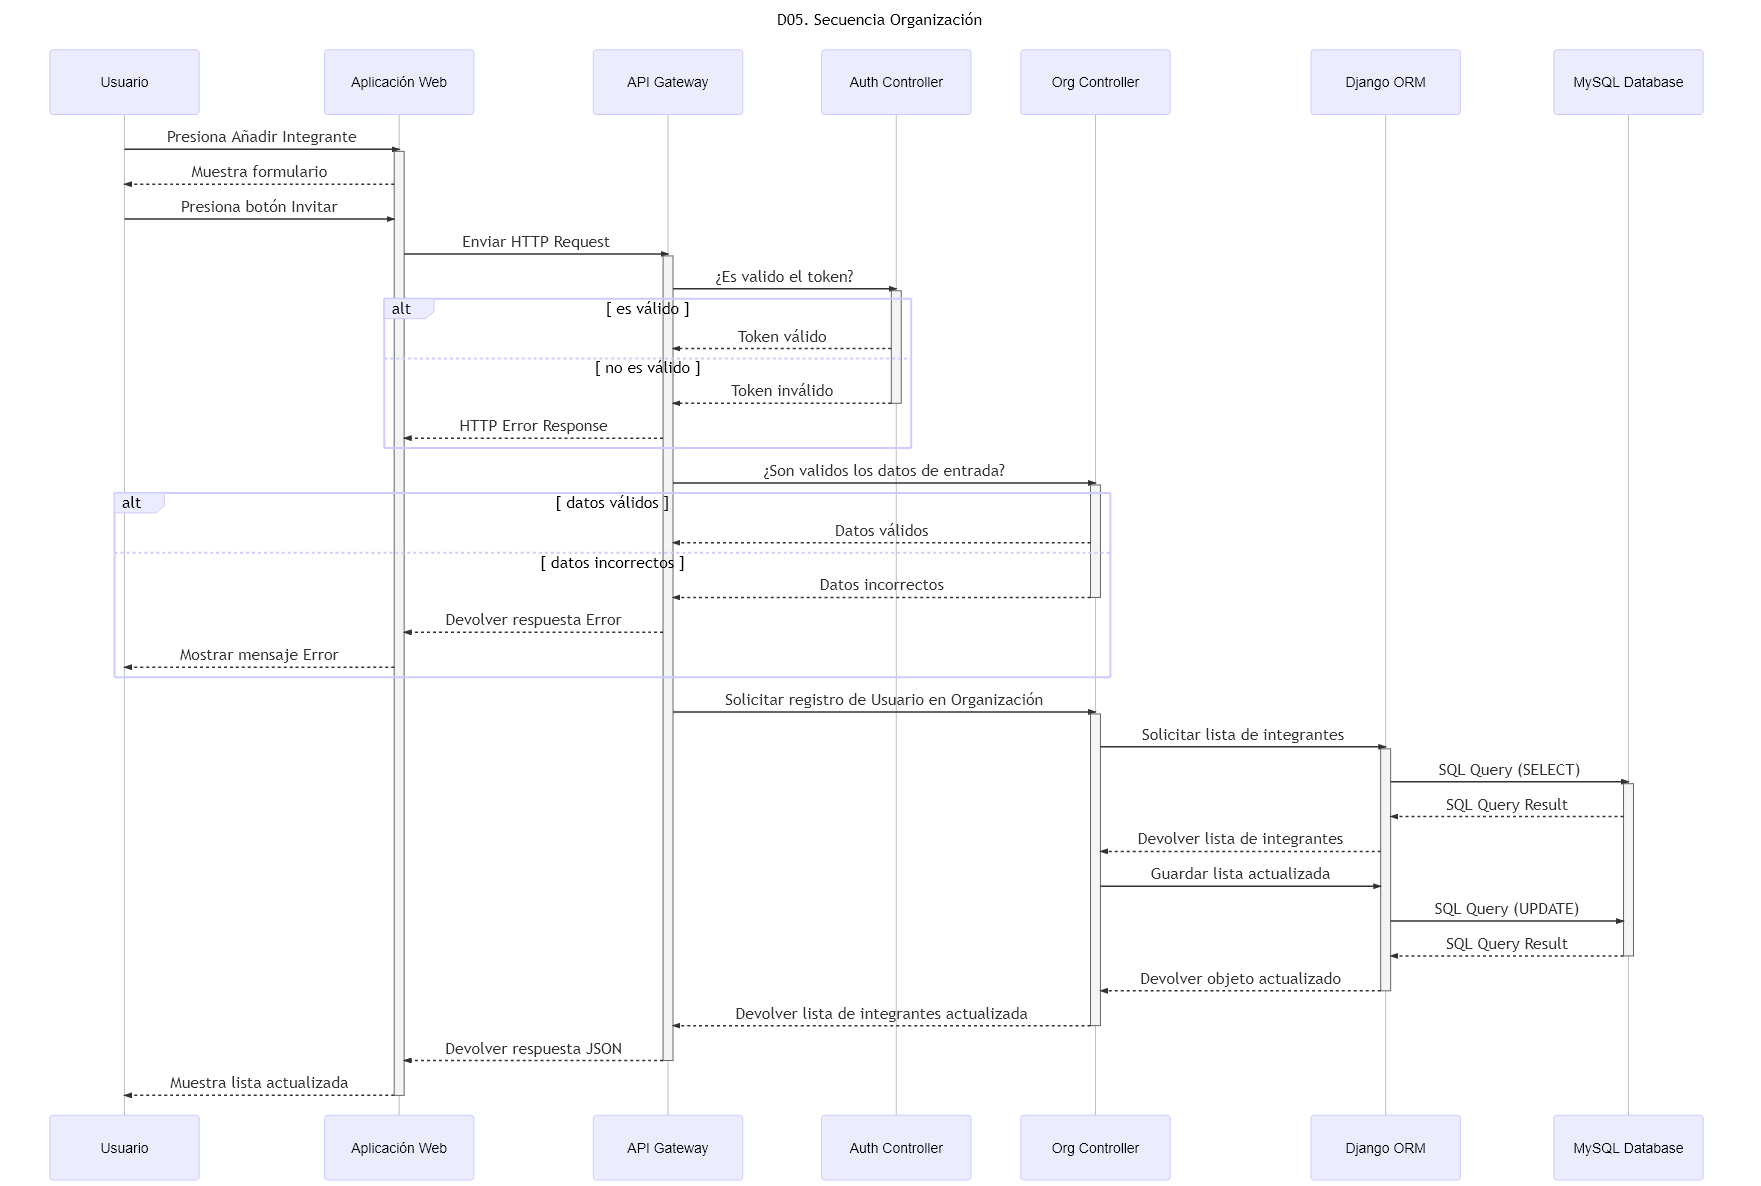 D05. Secuencia Organización
Usuario
Aplicación Web
API Gateway
Auth Controller
Org Controller
Django ORM
MySQL Database
Presiona Añadir Integrante
Muestra formulario
Presiona botón Invitar
Enviar HTTP Request
¿Es valido el token?
alt
[ es válido ]
Token válido
[ no es válido ]
Token inválido
HTTP Error Response
¿Son validos los datos de entrada?
alt
[ datos válidos ]
Datos válidos
[ datos incorrectos ]
Datos incorrectos
Devolver respuesta Error
Mostrar mensaje Error
Solicitar registro de Usuario en Organización
Solicitar lista de integrantes
SQL Query (SELECT)
SQL Query Result
Devolver lista de integrantes
Guardar lista actualizada
SQL Query (UPDATE)
SQL Query Result
Devolver objeto actualizado
Devolver lista de integrantes actualizada
Devolver respuesta JSON
Muestra lista actualizada
Usuario
Aplicación Web
API Gateway
Auth Controller
Org Controller
Django ORM
MySQL Database